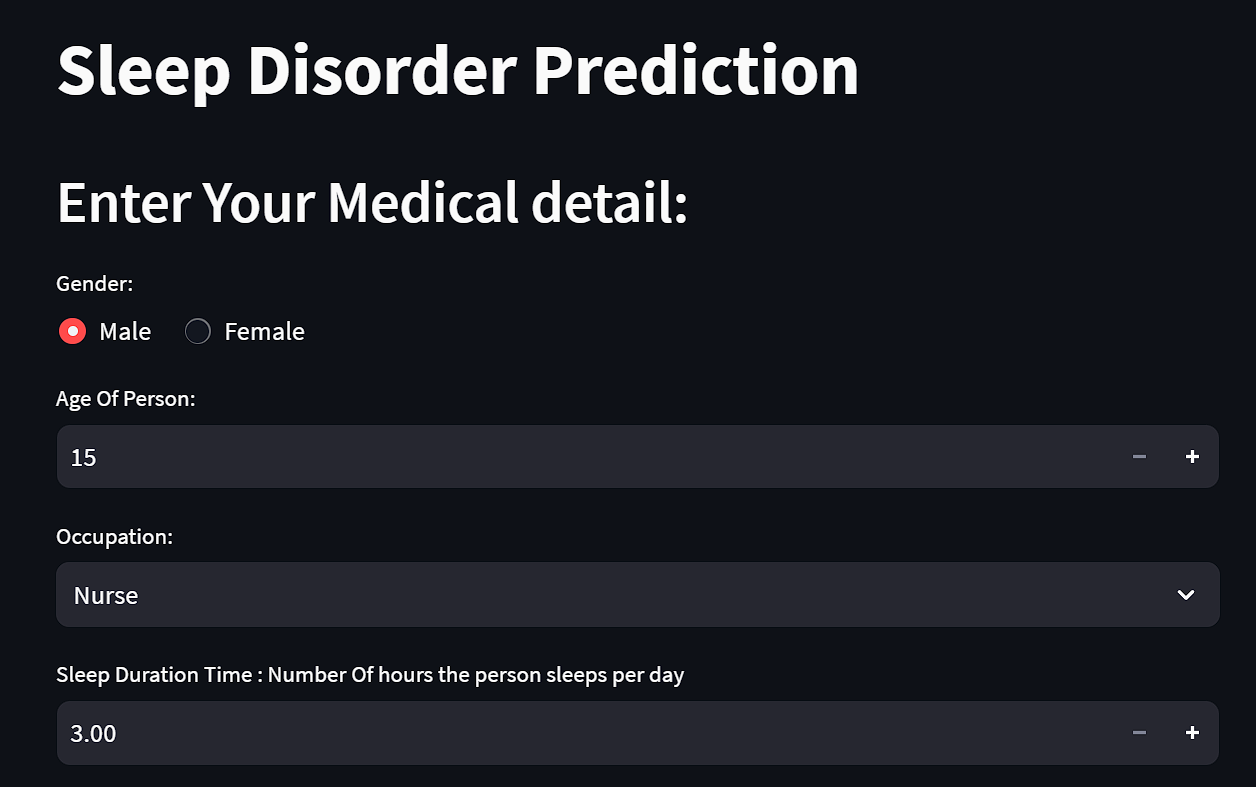 Sleep Disorder Prediction
Enter Your Medical detail:
Gender:
Male Female
Age Of Person:
15
Occupation:
Nurse
Sleep Duration Time : Number Of hours the person sleeps per day
3.00